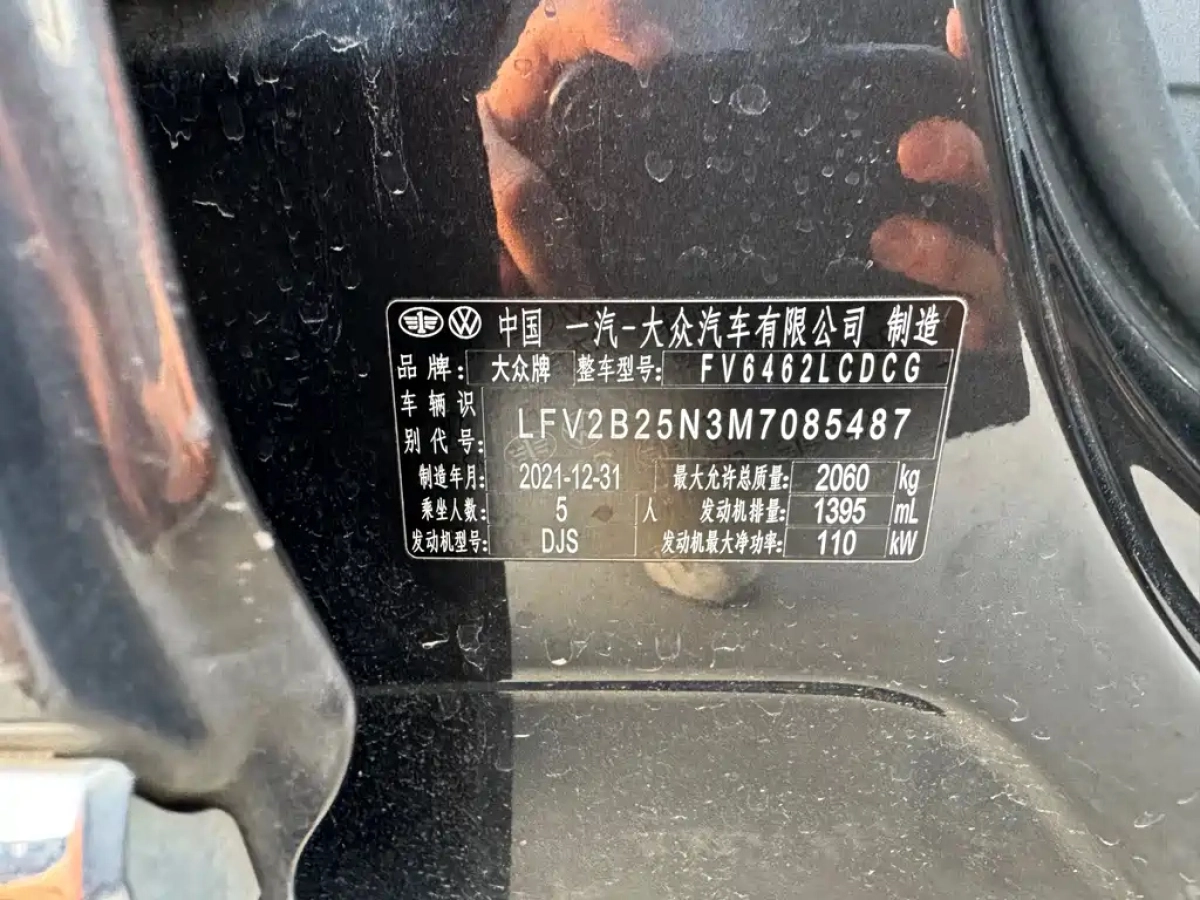 中国 一汽-大众汽车有限公司 制造
品牌: 大众牌 整车型号: FV6462LCDCG
车辆识别代号: LFV2B25N3M7085487
制造年月: 2021-12-31 最大允许总质量: 2060 kg
乘坐人数: 5 人 发动机排量: 1395 mL
发动机型号: DJS 发动机最大净功率: 110 kW